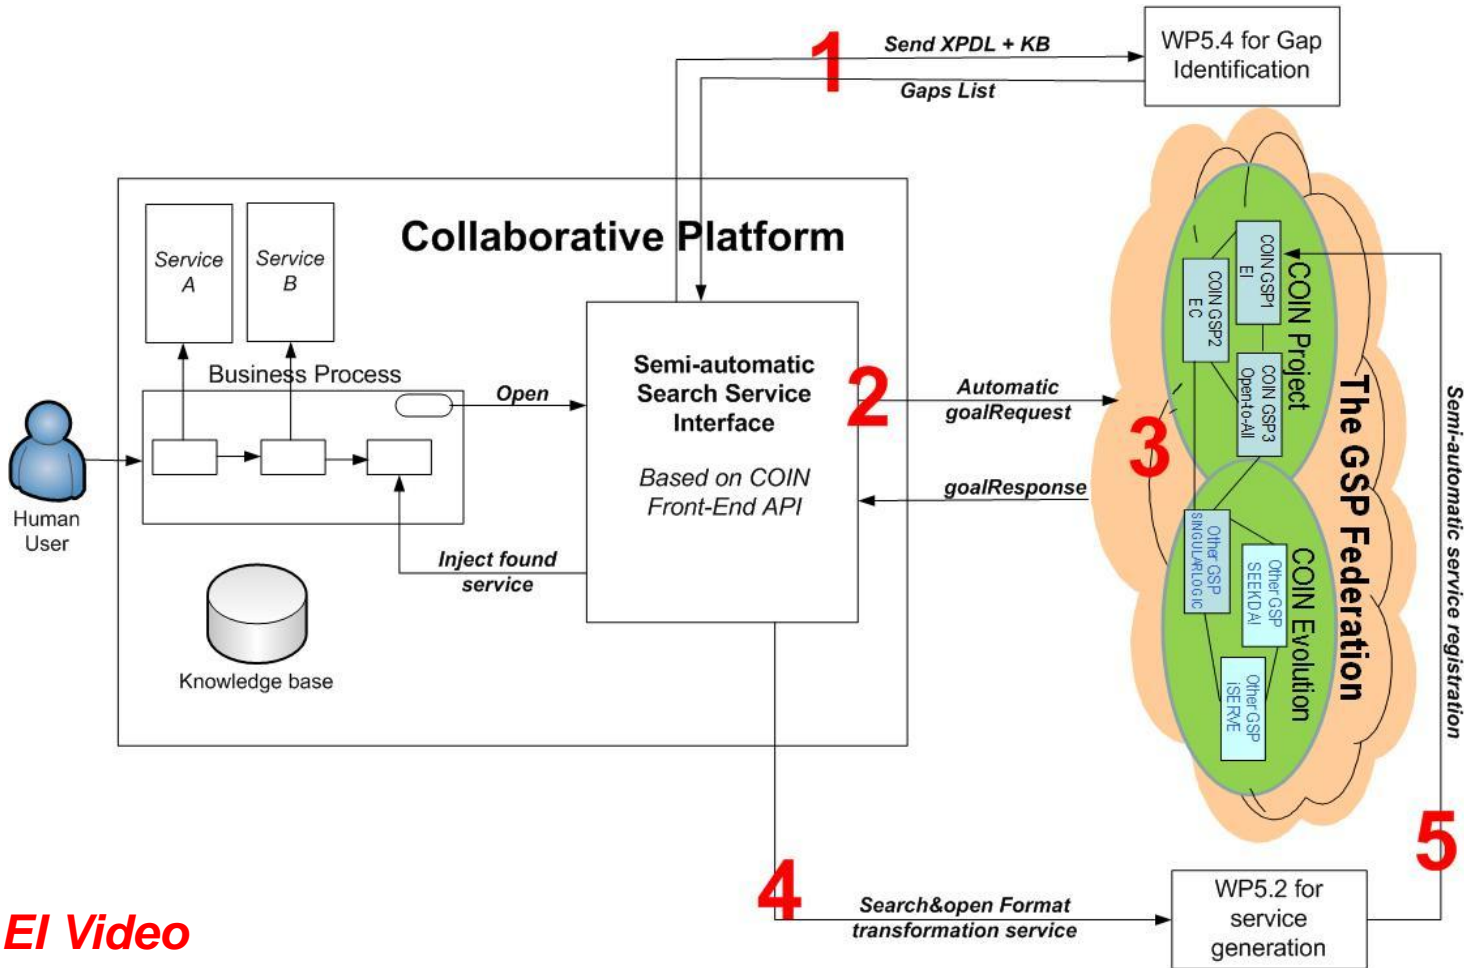 1
Send XPDL + KB
Gaps List
WP5.4 for Gap
Identification
Collaborative Platform
Service
A
Service
B
Business Process
Open
Human
User
Inject found
service
Knowledge base
Semi-automatic
Search Service
Interface
Based on COIN
Front-End API
2
Automatic
goalRequest
goalResponse
3
COIN GSP1
EI
COIN GSP2
EC
COIN GSP3
Open-to-All
COIN Project
Other GSP
SINGULARLOGIC
Other GSP
SEEKDA!
Other GSP
iSERVE
COIN Evolution
The GSP Federation
Semi-automatic service registration
4
Search&open Format
transformation service
WP5.2 for
service
generation
5
EI Video